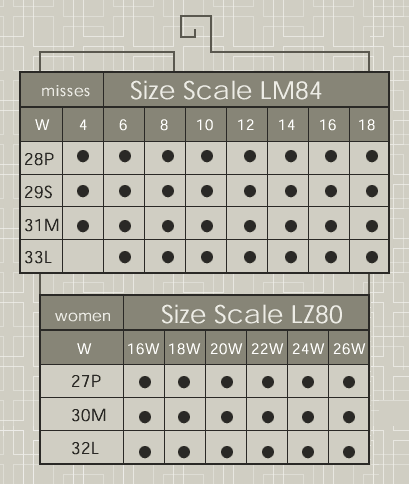 misses Size Scale LM84
W 4 6 8 10 12 14 16 18
28P ● ● ● ● ● ● ● ●
29S ● ● ● ● ● ● ● ●
31M ● ● ● ● ● ● ● ●
33L ● ● ● ● ● ● ●
women Size Scale LZ80
W 16W 18W 20W 22W 24W 26W
27P ● ● ● ● ● ●
30M ● ● ● ● ● ●
32L ● ● ● ● ● ●